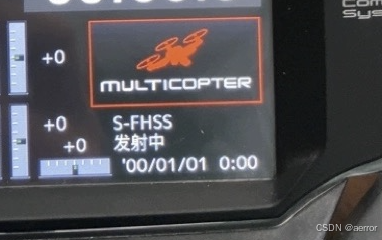 +0
MULTICOPTER
+0
S-FHSS
+0
发射中
'00/01/01 0:00
CSDN @aerror